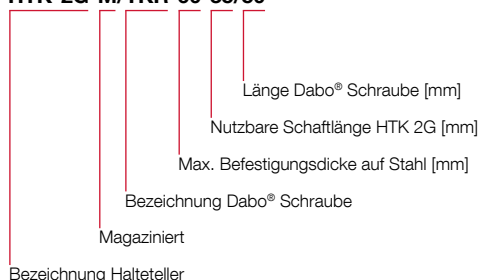 Länge Dabo® Schraube [mm]
Nutzbare Schaftlänge HTK 2G [mm]
Max. Befestigungsdicke auf Stahl [mm]
Bezeichnung Dabo® Schraube
Magaziniert
Bezeichnung Halteteller